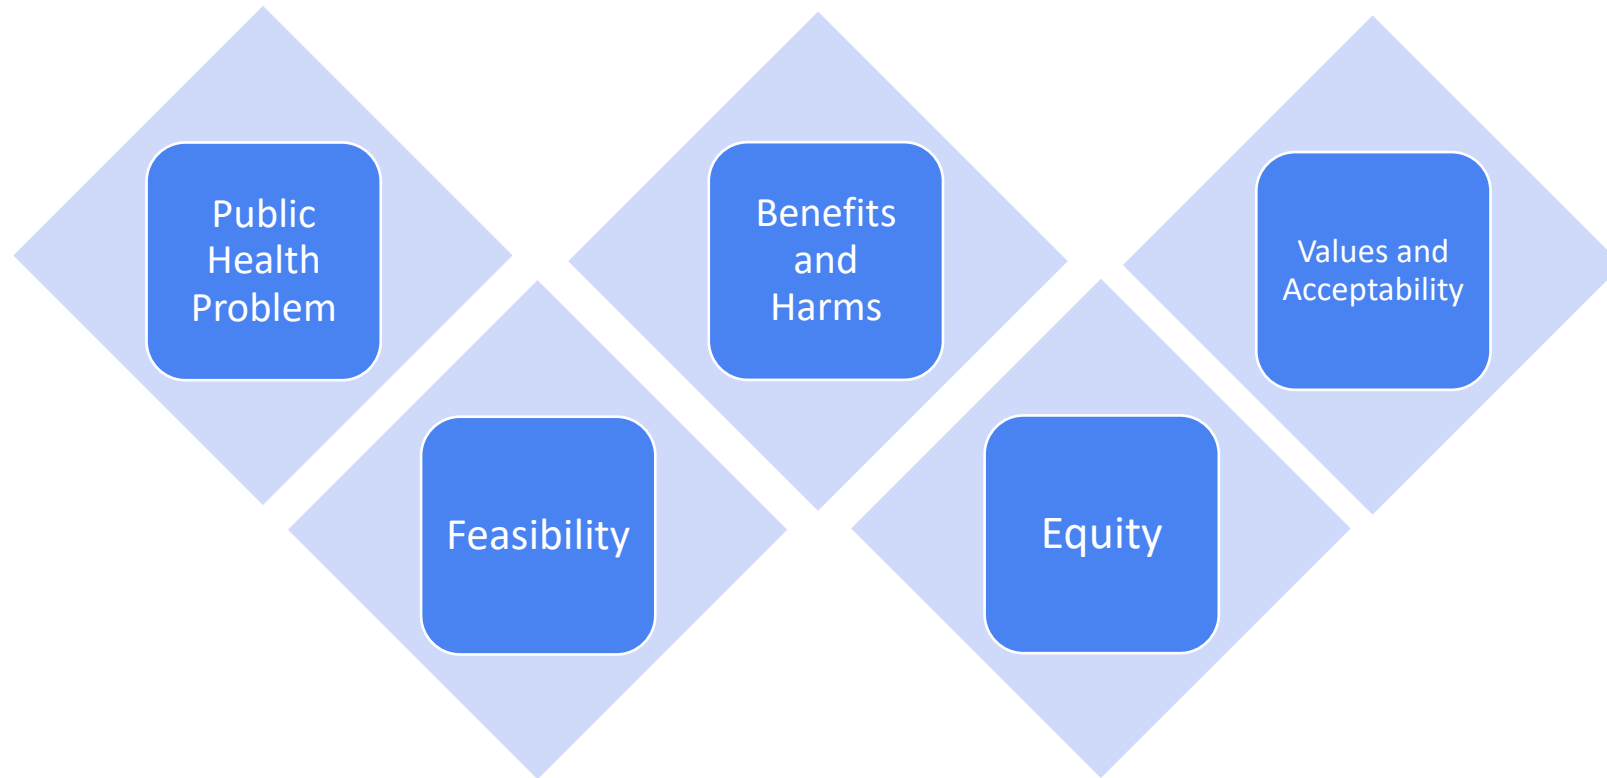 Public
Health
Problem
Benefits
and
Harms
Values and
Acceptability
Feasibility
Equity